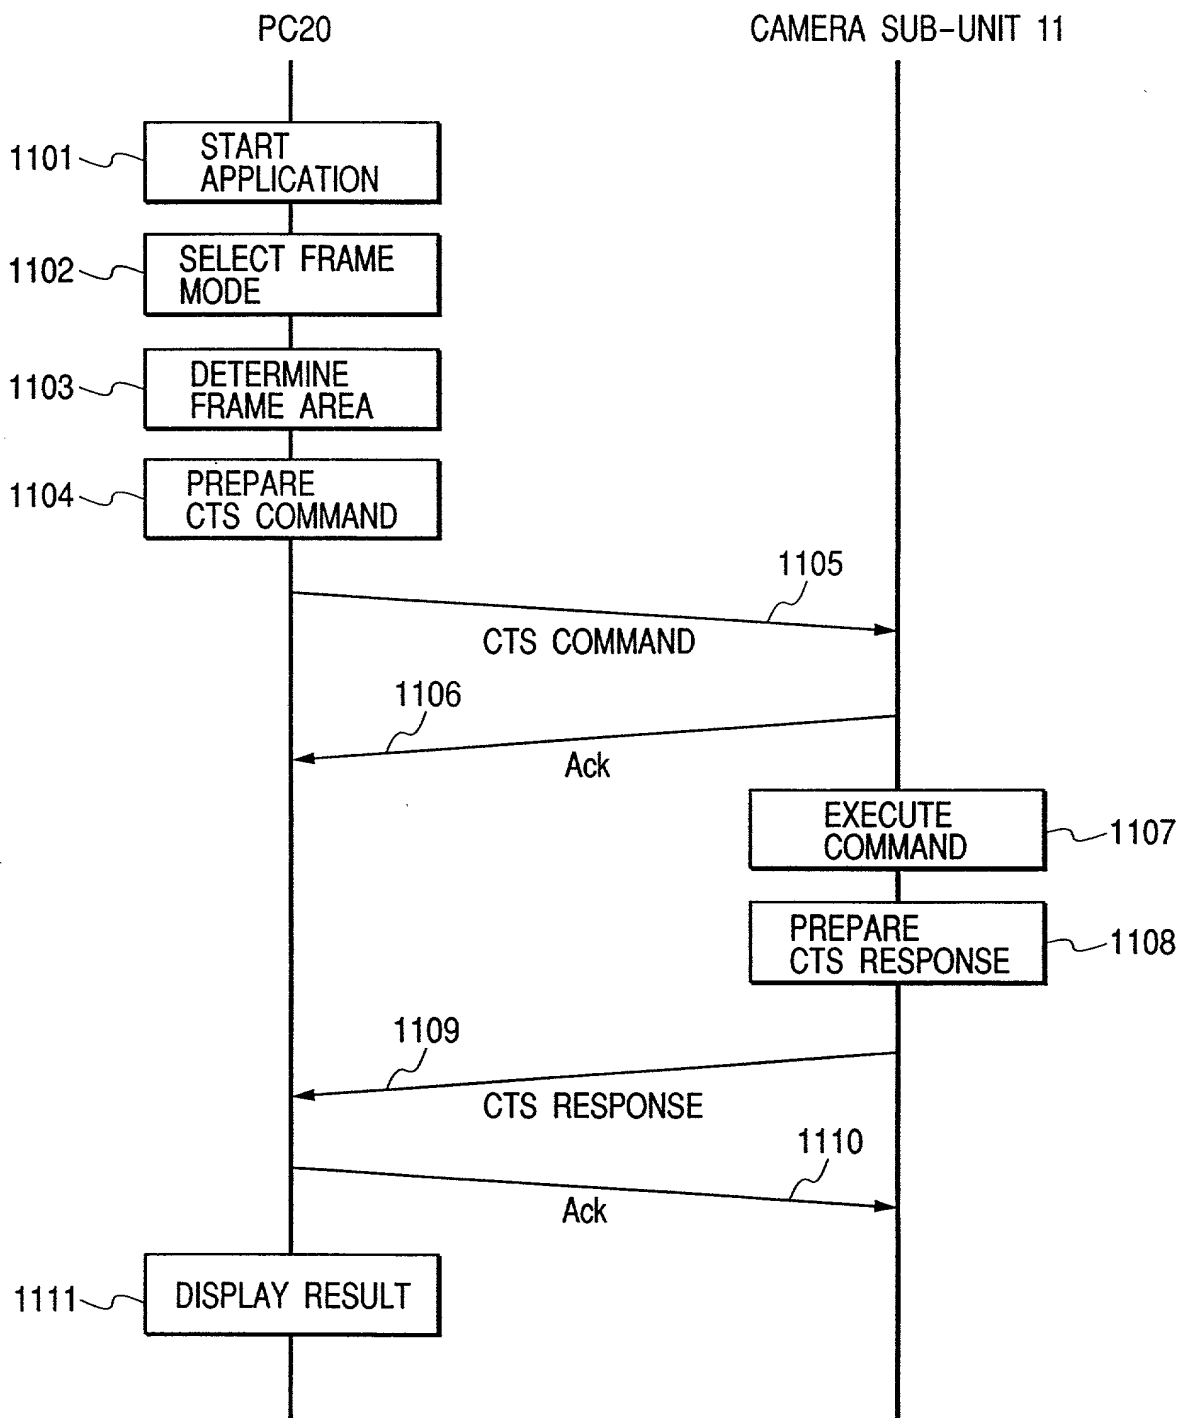 PC20
CAMERA SUB-UNIT 11
1101
START
APPLICATION
1102
SELECT FRAME
MODE
1103
DETERMINE
FRAME AREA
1104
PREPARE
CTS COMMAND
1105
CTS COMMAND
1106
Ack
EXECUTE
COMMAND
1107
PREPARE
CTS RESPONSE
1108
1109
CTS RESPONSE
1110
Ack
1111
DISPLAY RESULT